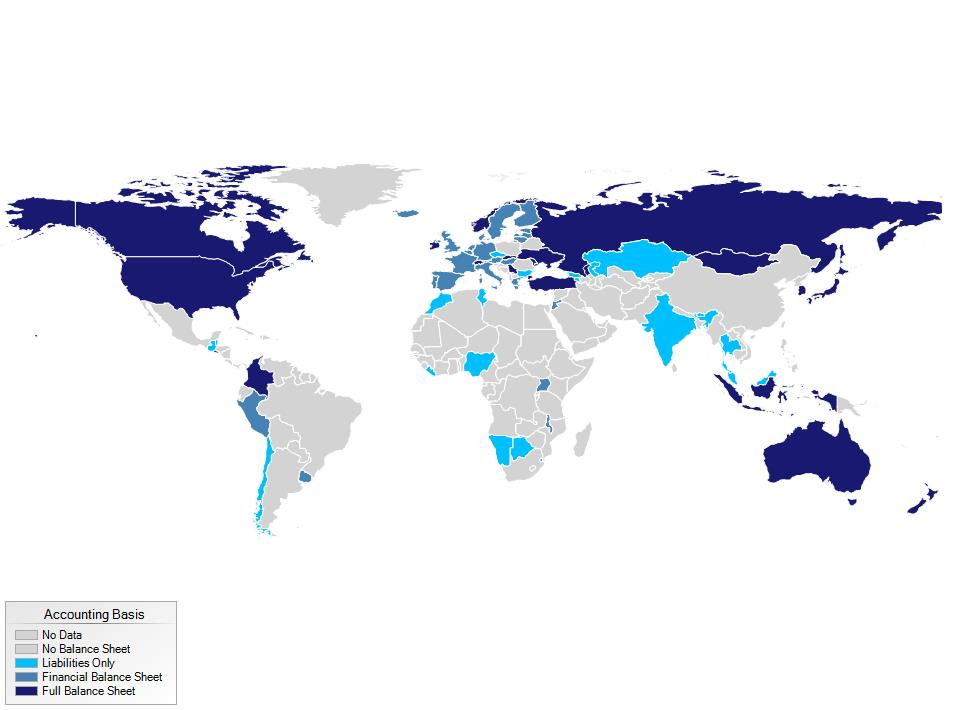 Accounting Basis
No Data
No Balance Sheet
Liabilities Only
Financial Balance Sheet
Full Balance Sheet